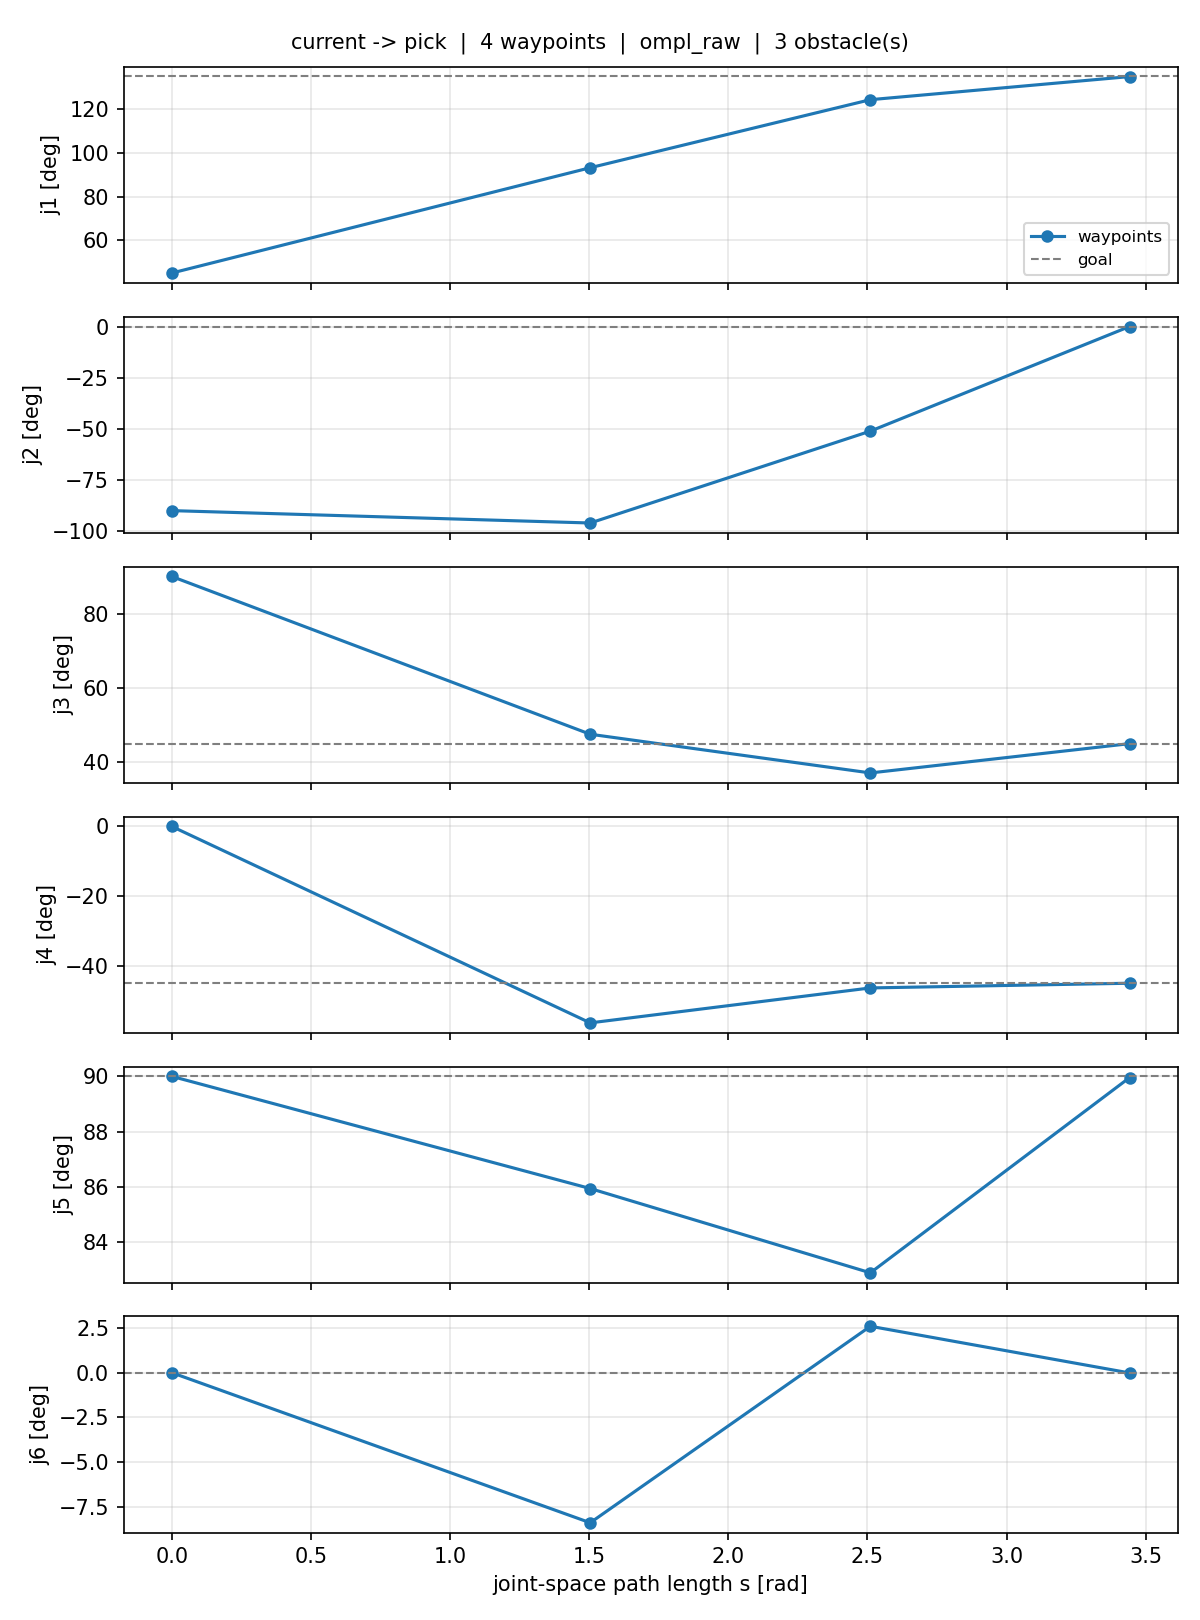 current -> pick | 4 waypoints | ompl_raw | 3 obstacle(s)
120
100
80
60
j1 [deg]
waypoints
goal
0
−25
−50
−75
−100
j2 [deg]
80
60
40
j3 [deg]
0
−20
−40
j4 [deg]
90
88
86
84
j5 [deg]
2.5
0.0
−2.5
−5.0
−7.5
j6 [deg]
0.0 0.5 1.0 1.5 2.0 2.5 3.0 3.5
joint-space path length s [rad]